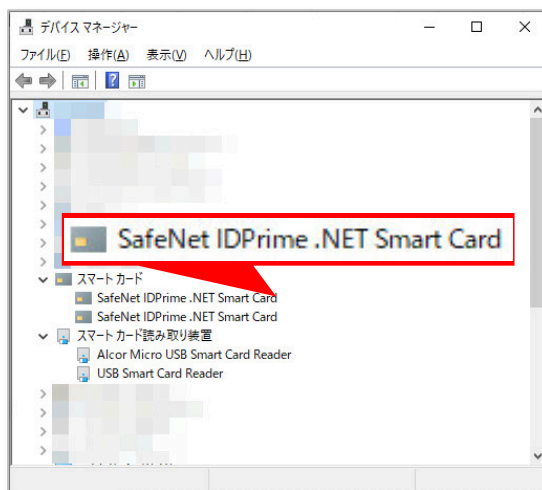 デバイス マネージャー
ファイル(F) 操作(A) 表示(V) ヘルプ(H)
SafeNet IDPrime .NET Smart Card
スマート カード
SafeNet IDPrime .NET Smart Card
SafeNet IDPrime .NET Smart Card
スマート カード読み取り装置
Alcor Micro USB Smart Card Reader
USB Smart Card Reader